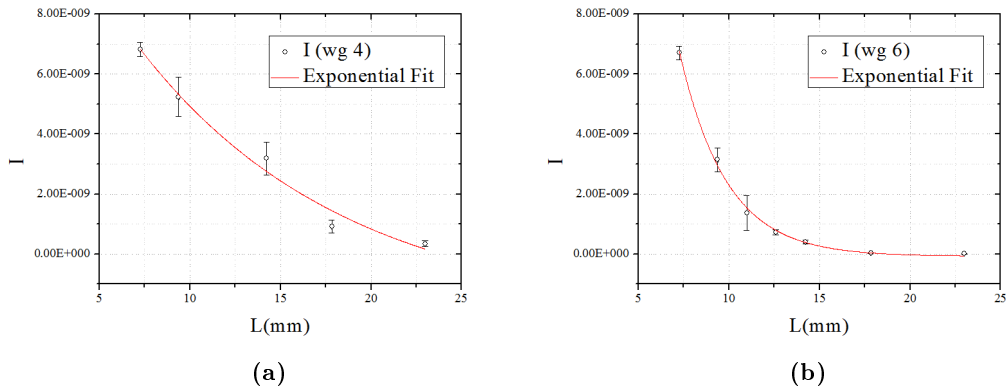 8.00E-009
6.00E-009
4.00E-009
2.00E-009
0.00E+000
I
I (wg 4)
Exponential Fit
5 10 15 20 25
L(mm)
(a)
8.00E-009
6.00E-009
4.00E-009
2.00E-009
0.00E+000
I
I (wg 6)
Exponential Fit
5 10 15 20 25
L(mm)
(b)